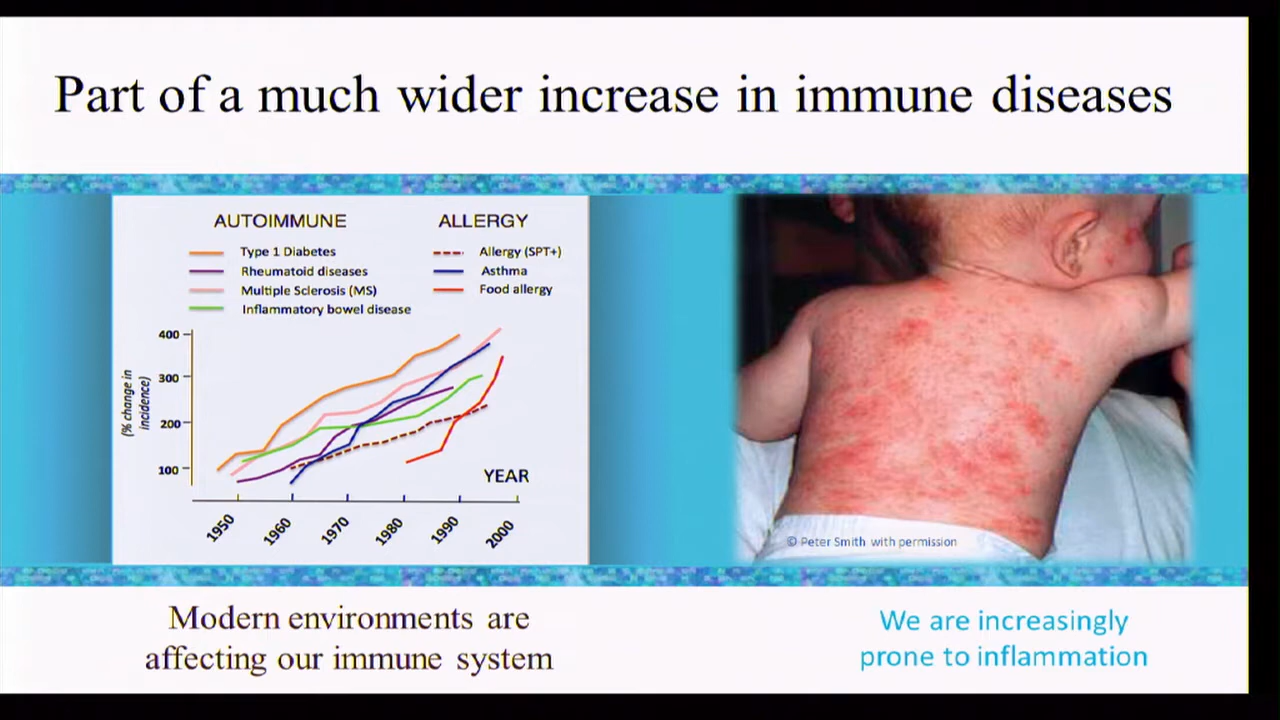 Part of a much wider increase in immune diseases
AUTOIMMUNE
Type 1 Diabetes
Rheumatoid diseases
Multiple Sclerosis (MS)
Inflammatory bowel disease
ALLERGY
Allergy (SPT+)
Asthma
Food allergy
(% change in
incidence)
400
300
200
100
YEAR
1950
1960
1970
1980
1990
2000
© Peter Smith with permission
Modern environments are
affecting our immune system
We are increasingly
prone to inflammation